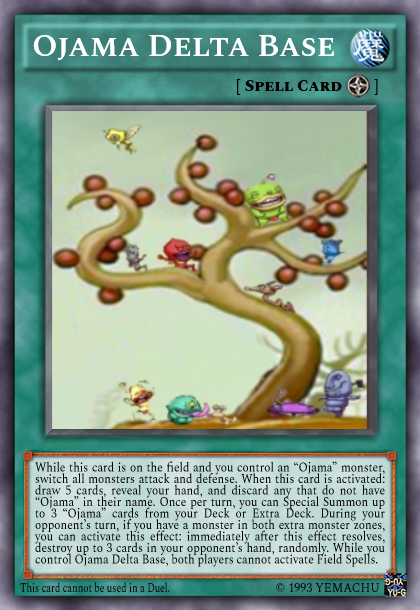 OJAMA DELTA BASE
[ SPELL CARD ]
While this card is on the field and you control an “Ojama” monster,
switch all monsters attack and defense. When this card is activated:
draw 5 cards, reveal your hand, and discard any that do not have
“Ojama” in their name. Once per turn, you can Special Summon up
to 3 “Ojama” cards from your Deck or Extra Deck. During your
opponent’s turn, if you have a monster in both extra monster zones,
you can activate this effect: immediately after this effect resolves,
destroy up to 3 cards in your opponent’s hand, randomly. While you
control Ojama Delta Base, both players cannot activate Field Spells.
This card cannot be used in a Duel.
© 1993 YEMACHU